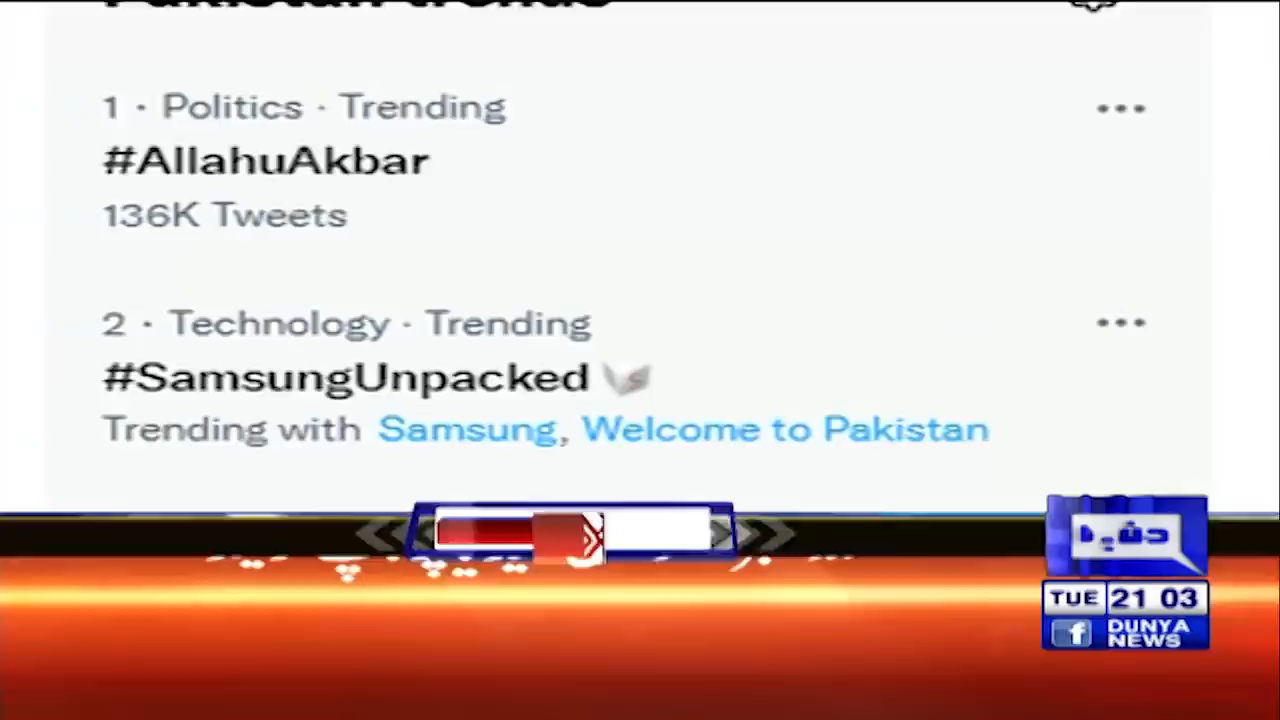 1 · Politics · Trending
#AllahuAkbar
136K Tweets
2 · Technology · Trending
#SamsungUnpacked
Trending with Samsung, Welcome to Pakistan
دنیا
TUE 21 03
f DUNYA NEWS